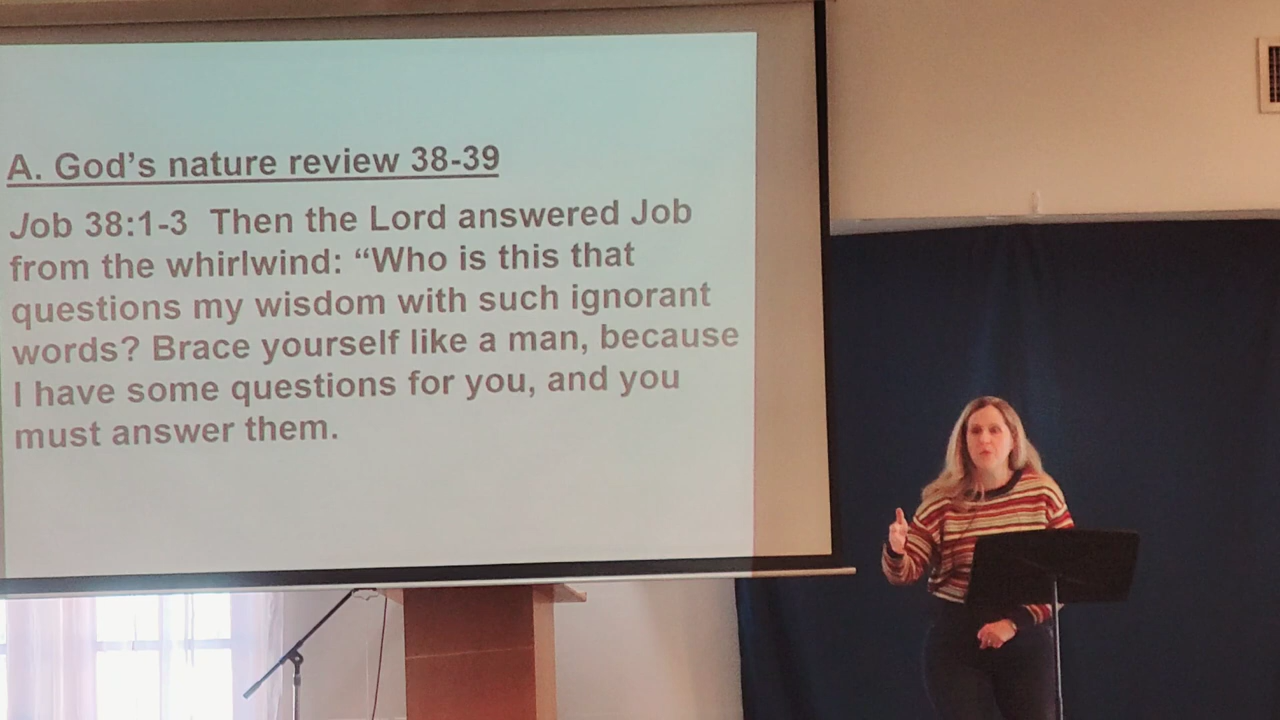 A. God’s nature review 38-39
Job 38:1-3 Then the Lord answered Job
from the whirlwind: “Who is this that
questions my wisdom with such ignorant
words? Brace yourself like a man, because
I have some questions for you, and you
must answer them.